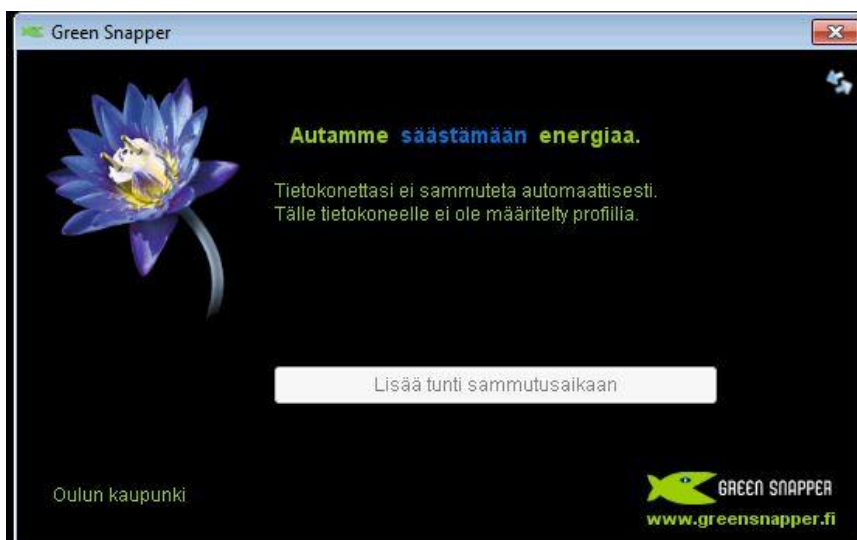 Green Snapper
Autamme säästämään energiaa.
Tietokonettasi ei sammuteta automaattisesti.
Tälle tietokoneelle ei ole määritelty profiilia.
Lisää tunti sammutusaikaan
Oulun kaupunki
GREEN SNAPPER
www.greensnapper.fi